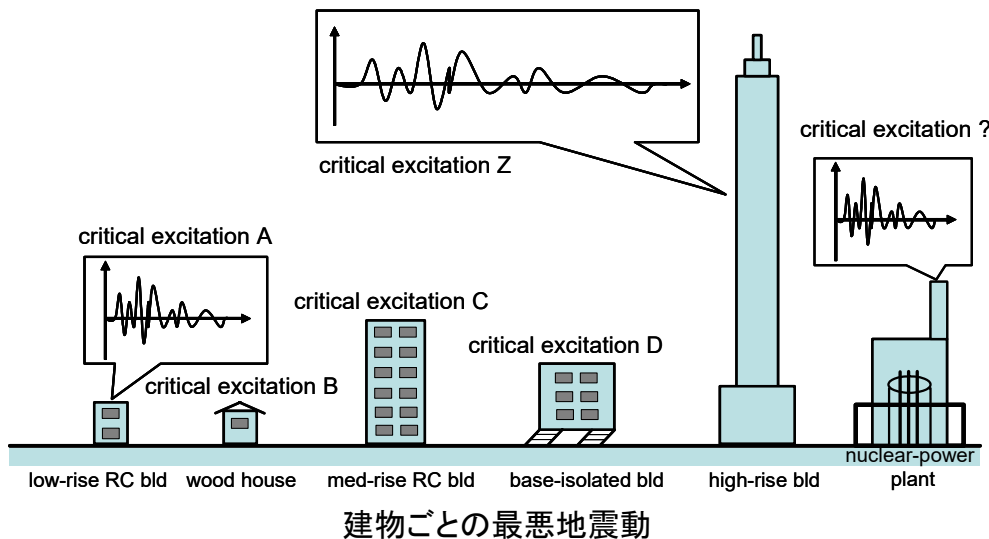 critical excitation Z
critical excitation ?
critical excitation A
critical excitation C
critical excitation D
critical excitation B
low-rise RC bld
wood house
med-rise RC bld
base-isolated bld
high-rise bld
nuclear-power
plant
建物ごとの最悪地震動